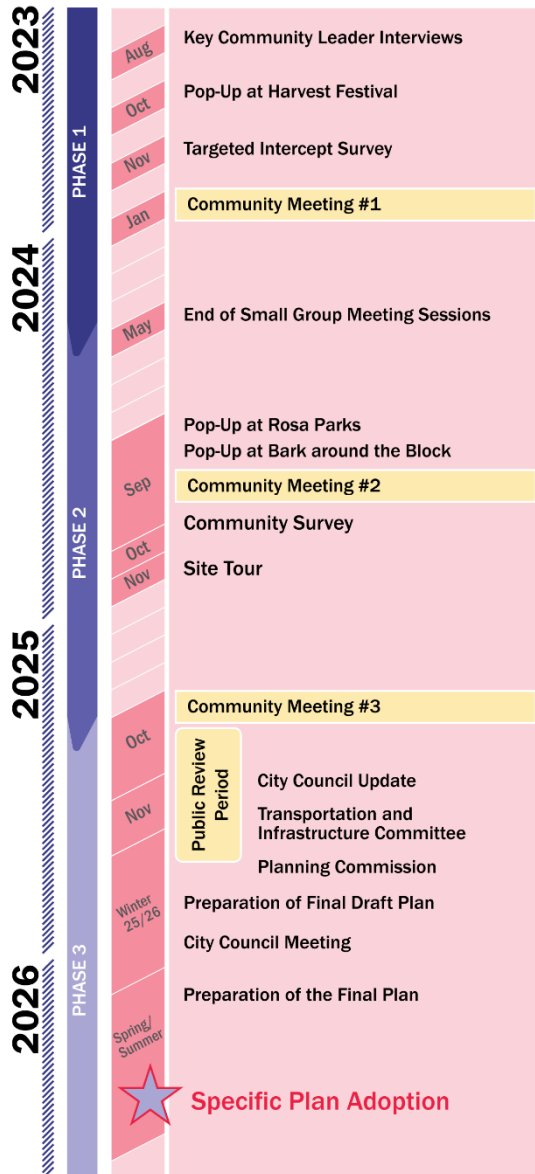 2023
PHASE 1
Aug
Key Community Leader Interviews
Oct
Pop-Up at Harvest Festival
Nov
Targeted Intercept Survey
Jan
Community Meeting #1
2024
May
End of Small Group Meeting Sessions
PHASE 2
Sep
Pop-Up at Rosa Parks
Pop-Up at Bark around the Block
Community Meeting #2
Community Survey
Oct
Nov
Site Tour
2025
Community Meeting #3
Oct
Public Review
Period
City Council Update
Nov
Transportation and
Infrastructure Committee
Planning Commission
PHASE 3
Winter
25/26
Preparation of Final Draft Plan
City Council Meeting
2026
Preparation of the Final Plan
Spring/
Summer
Specific Plan Adoption